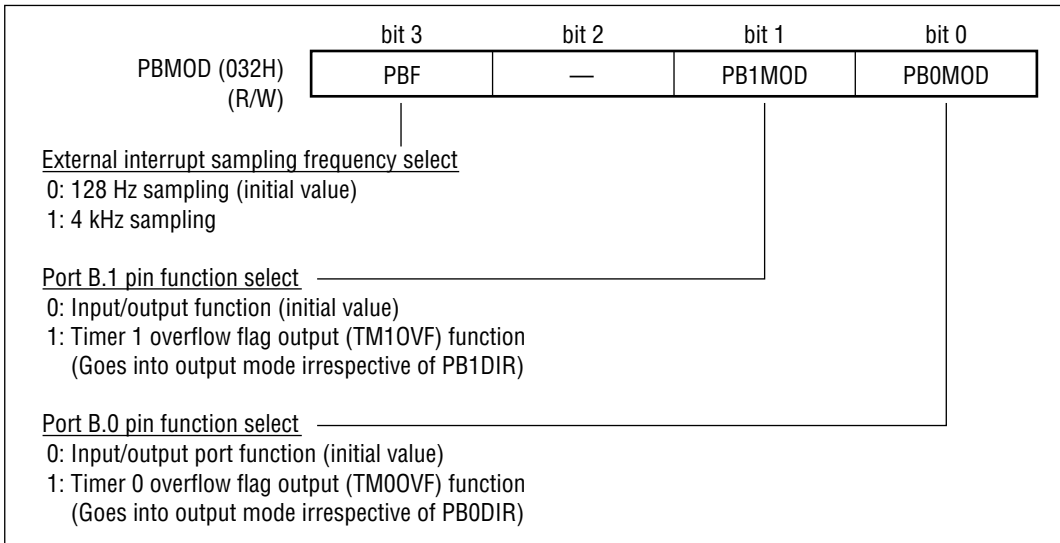 bit 3 bit 2 bit 1 bit 0
PBMOD (032H) PBF — PB1MOD PB0MOD
(R/W)
External interrupt sampling frequency select
0: 128 Hz sampling (initial value)
1: 4 kHz sampling
Port B.1 pin function select
0: Input/output function (initial value)
1: Timer 1 overflow flag output (TM1OVF) function
(Goes into output mode irrespective of PB1DIR)
Port B.0 pin function select
0: Input/output port function (initial value)
1: Timer 0 overflow flag output (TM0OVF) function
(Goes into output mode irrespective of PB0DIR)